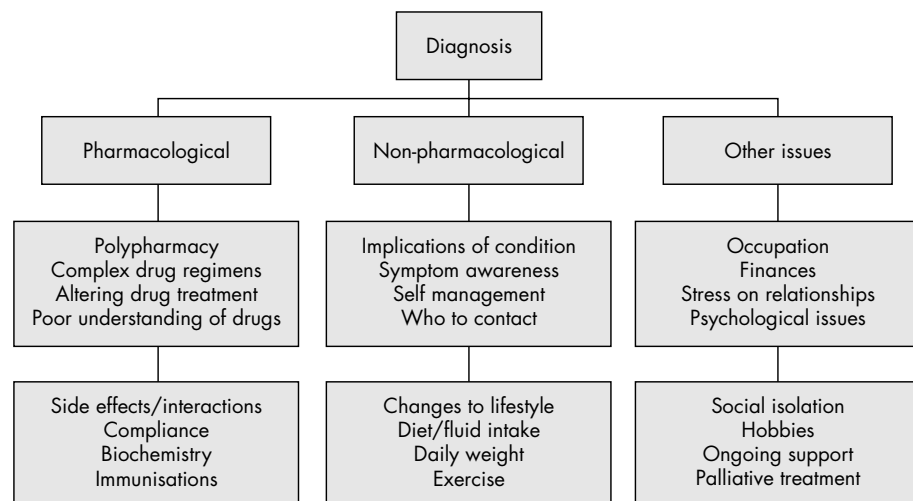 Diagnosis
Pharmacological
Non-pharmacological
Other issues
Polypharmacy
Complex drug regimens
Altering drug treatment
Poor understanding of drugs
Implications of condition
Symptom awareness
Self management
Who to contact
Occupation
Finances
Stress on relationships
Psychological issues
Side effects/interactions
Compliance
Biochemistry
Immunisations
Changes to lifestyle
Diet/fluid intake
Daily weight
Exercise
Social isolation
Hobbies
Ongoing support
Palliative treatment